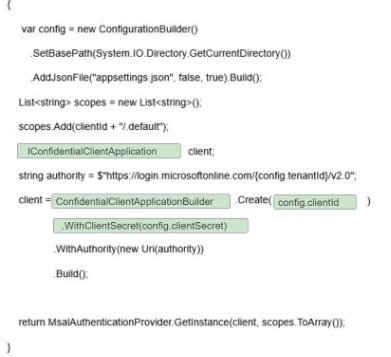 {
var config = new ConfigurationBuilder()
.SetBasePath(System.IO.Directory.GetCurrentDirectory())
.AddJsonFile("appsettings.json", false, true).Build();
List<string> scopes = new List<string>();
scopes.Add(clientId + "/.default");
IConfidentialClientApplication client;
string authority = $"https://login.microsoftonline.com/{config.tenantId}/v2.0";
client = ConfidentialClientApplicationBuilder .Create( config.clientId )
.WithClientSecret(config.clientSecret)
.WithAuthority(new Uri(authority))
.Build();
return MsalAuthenticationProvider.GetInstance(client, scopes.ToArray());
}